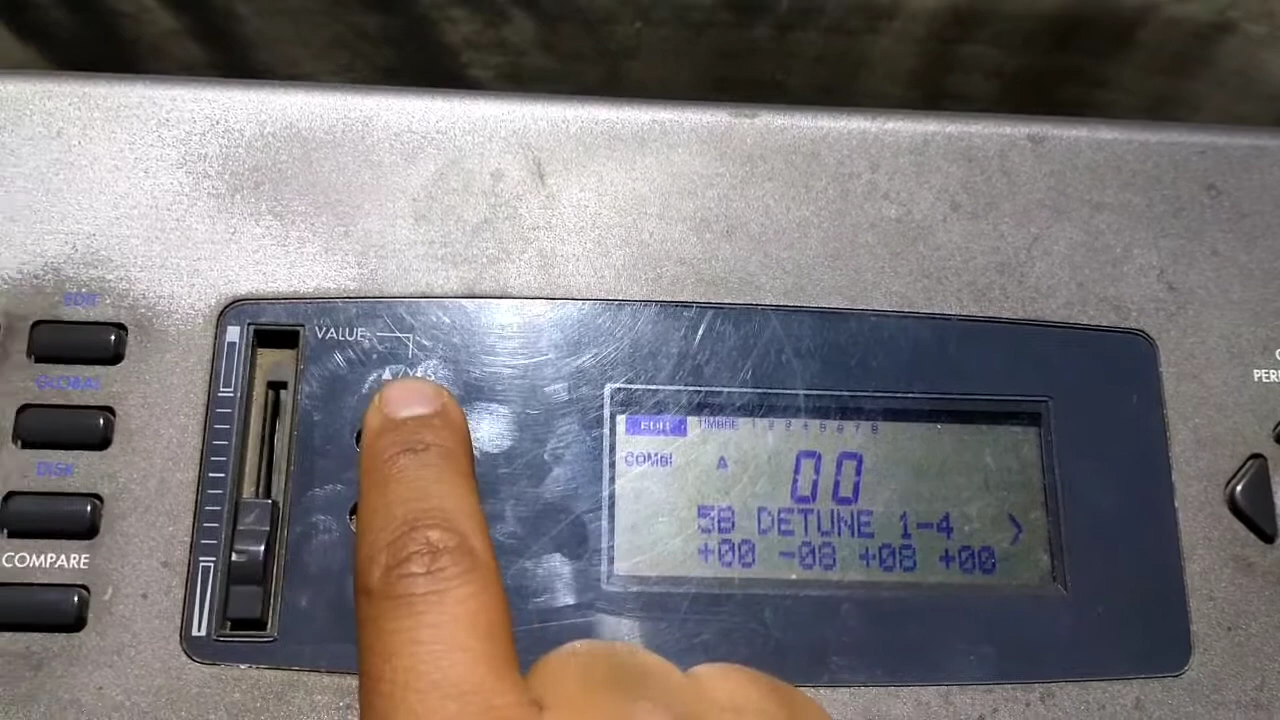 EDIT
GLOBAL
DISK
COMPARE
VALUE
▲/YES
EDIT TIMBRE 1 2 3 4 5 6 7 8
COMBI A 00
5B DETUNE 1-4 >
+00 -08 +08 +00